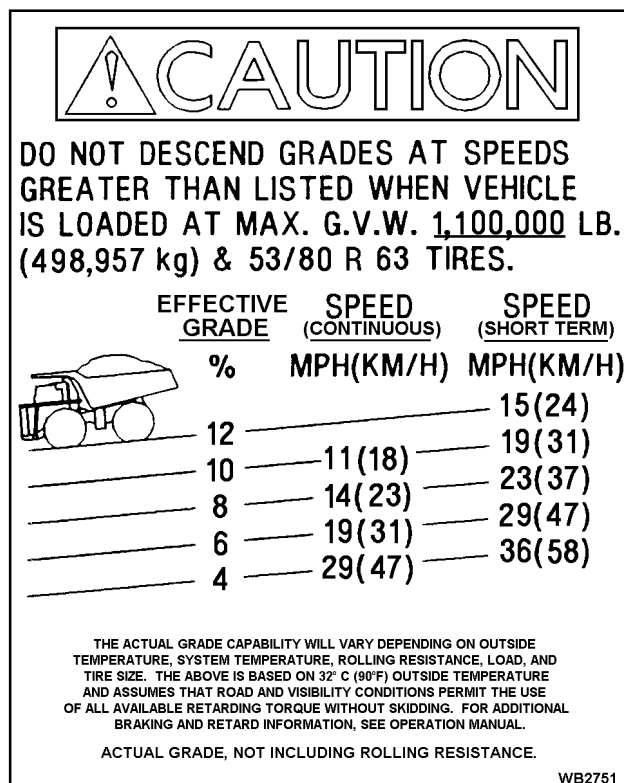 CAUTION
DO NOT DESCEND GRADES AT SPEEDS
GREATER THAN LISTED WHEN VEHICLE
IS LOADED AT MAX. G.V.W. 1,100,000 LB.
(498,957 kg) & 53/80 R 63 TIRES.
EFFECTIVE GRADE SPEED (CONTINUOUS) SPEED (SHORT TERM)
% MPH(KM/H) MPH(KM/H)
12 15(24)
10 11(18) 19(31)
8 14(23) 23(37)
6 19(31) 29(47)
4 29(47) 36(58)
THE ACTUAL GRADE CAPABILITY WILL VARY DEPENDING ON OUTSIDE
TEMPERATURE, SYSTEM TEMPERATURE, ROLLING RESISTANCE, LOAD, AND
TIRE SIZE. THE ABOVE IS BASED ON 32° C (90°F) OUTSIDE TEMPERATURE
AND ASSUMES THAT ROAD AND VISIBILITY CONDITIONS PERMIT THE USE
OF ALL AVAILABLE RETARDING TORQUE WITHOUT SKIDDING. FOR ADDITIONAL
BRAKING AND RETARD INFORMATION, SEE OPERATION MANUAL.
ACTUAL GRADE, NOT INCLUDING ROLLING RESISTANCE.
WB2751